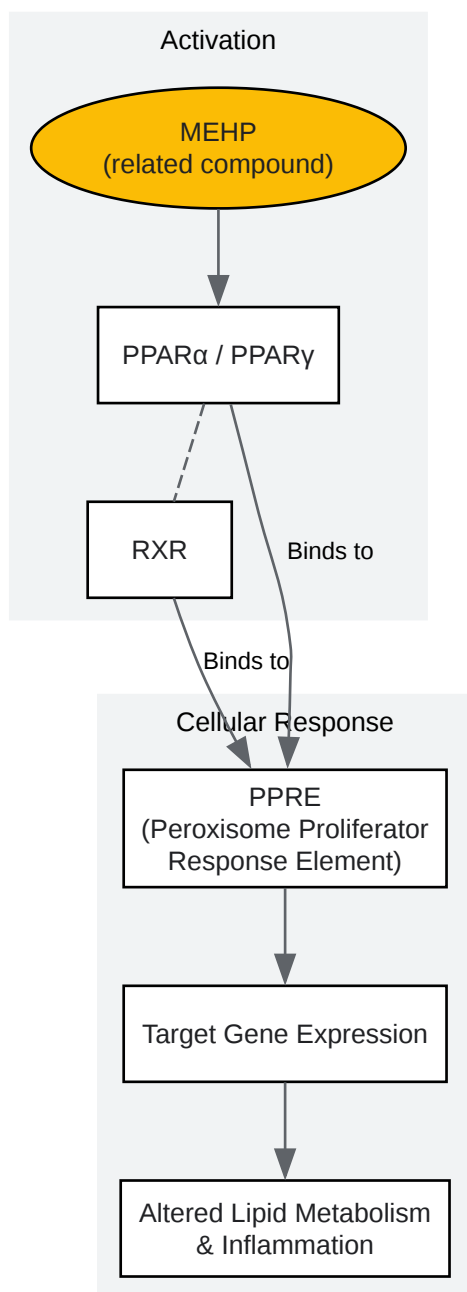 Activation
MEHP
(related compound)
PPARα / PPARγ
RXR
Binds to
Binds to
Cellular Response
PPRE
(Peroxisome Proliferator
Response Element)
Target Gene Expression
Altered Lipid Metabolism
& Inflammation